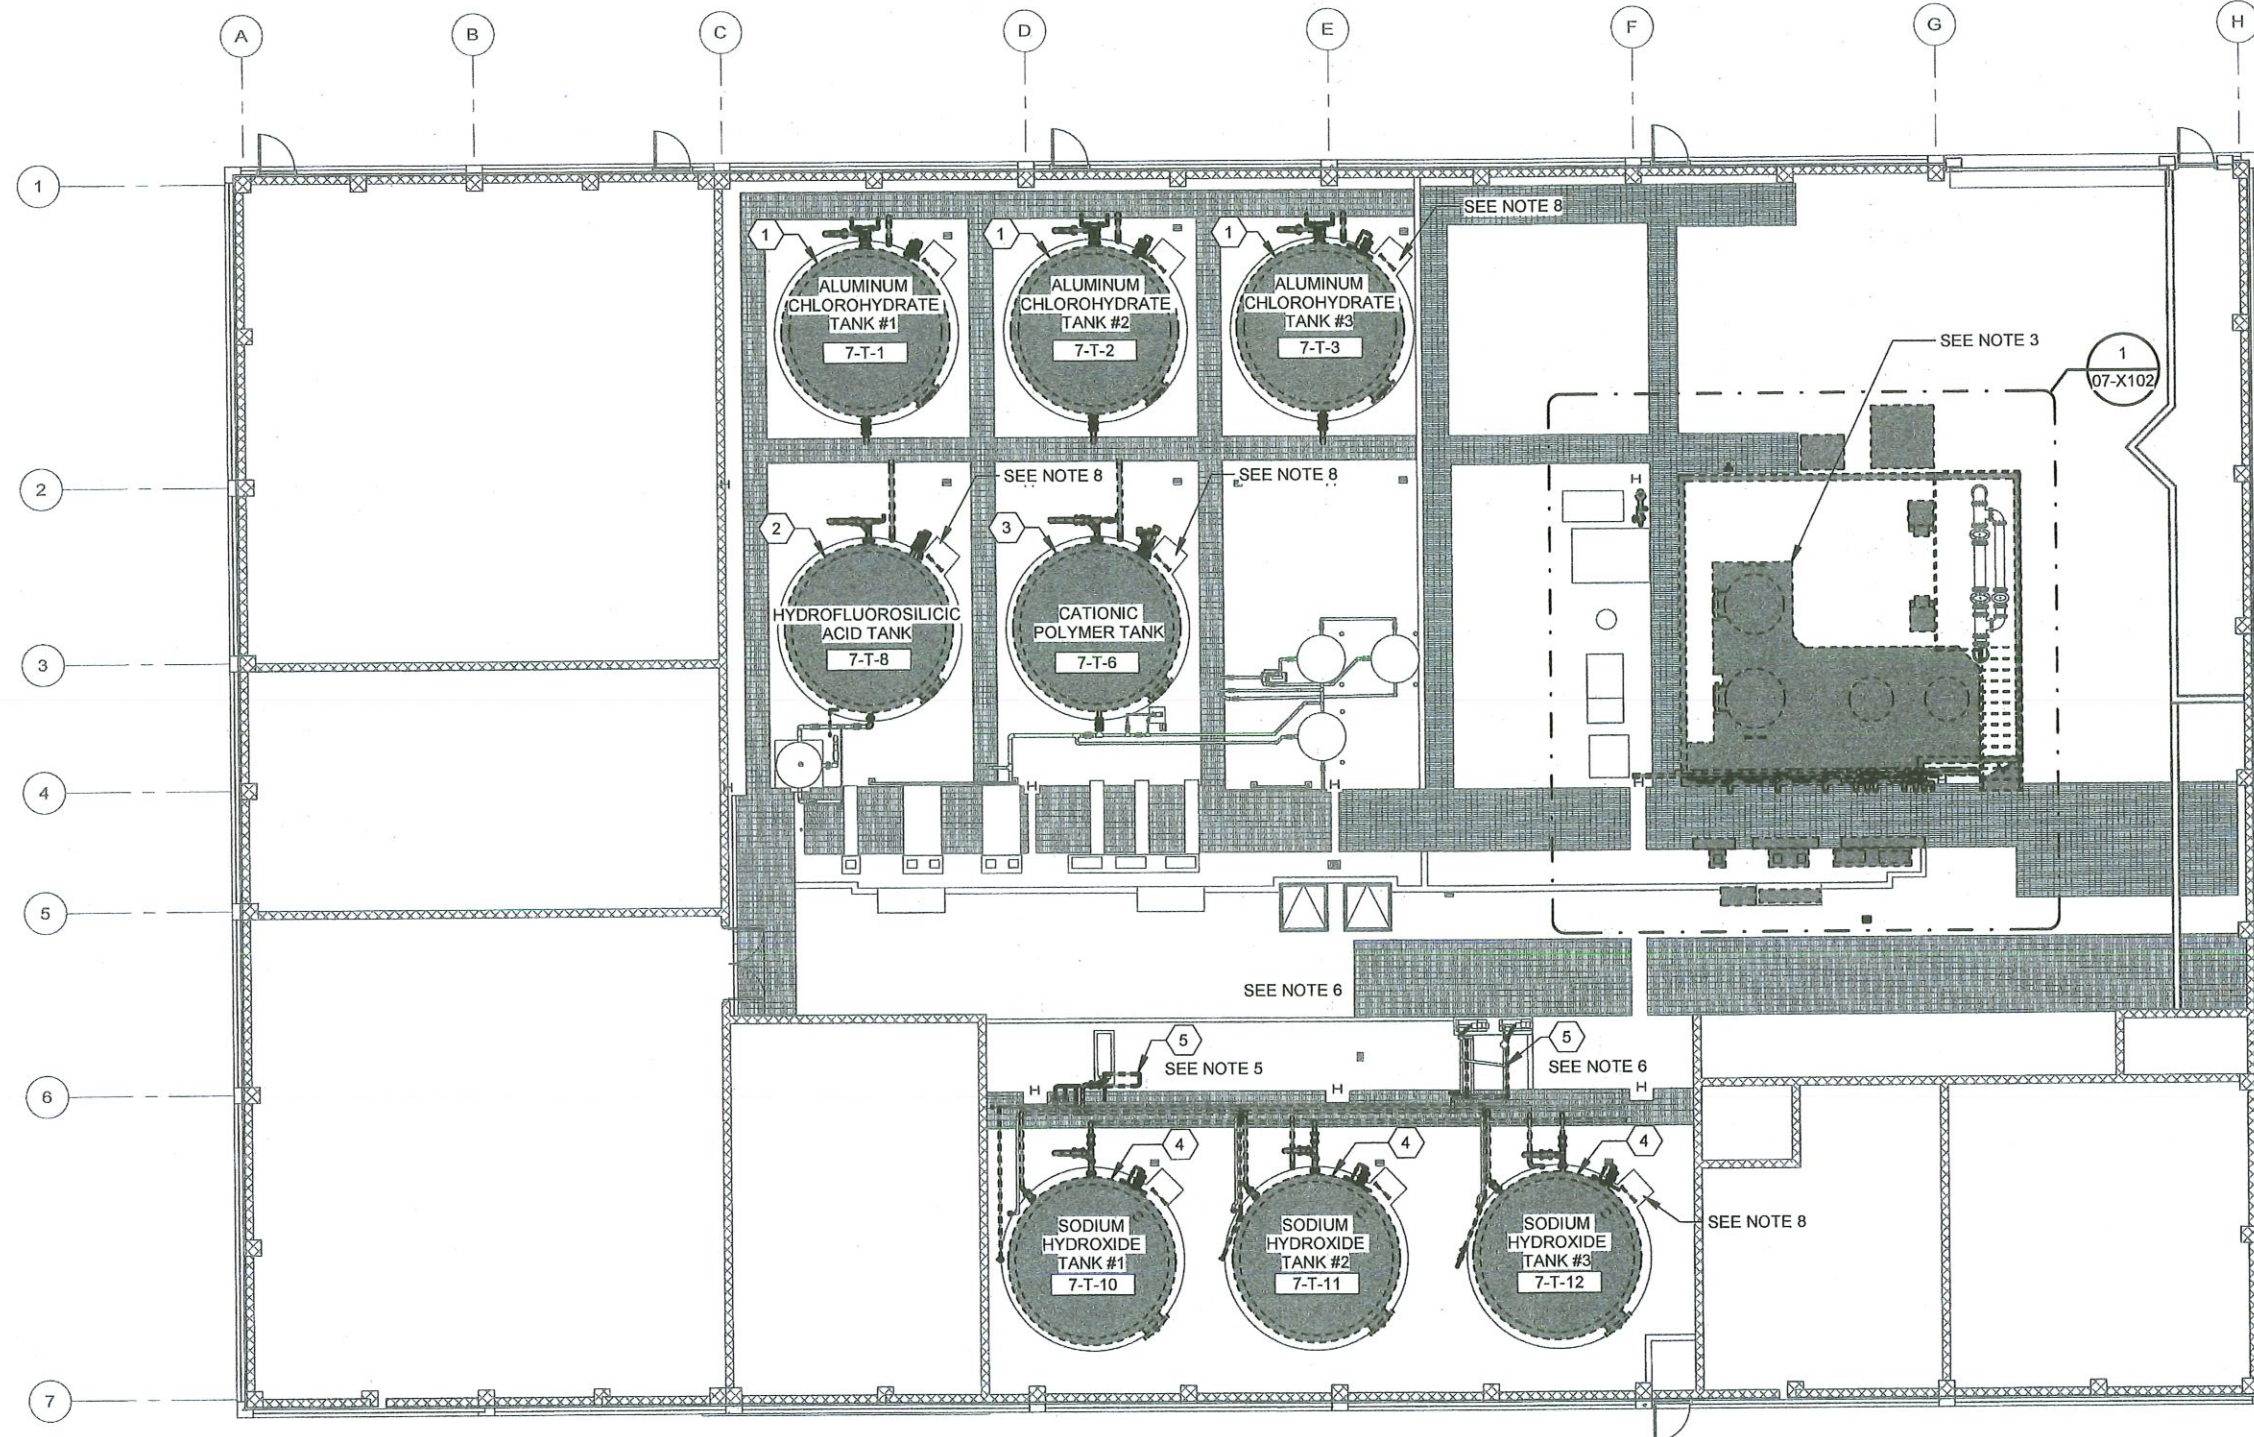 A
B
C
D
E
F
G
H
1
2
3
4
5
6
7
1
1
1
SEE NOTE 8
ALUMINUM
CHLOROHYDRATE
TANK #1
7-T-1
ALUMINUM
CHLOROHYDRATE
TANK #2
7-T-2
ALUMINUM
CHLOROHYDRATE
TANK #3
7-T-3
SEE NOTE 3
1
07-X102
2
SEE NOTE 8
3
SEE NOTE 8
HYDROFLUOROSILICIC
ACID TANK
7-T-8
CATIONIC
POLYMER TANK
7-T-6
SEE NOTE 6
5
SEE NOTE 5
5
SEE NOTE 6
4
4
4
SODIUM
HYDROXIDE
TANK #1
7-T-10
SODIUM
HYDROXIDE
TANK #2
7-T-11
SODIUM
HYDROXIDE
TANK #3
7-T-12
SEE NOTE 8